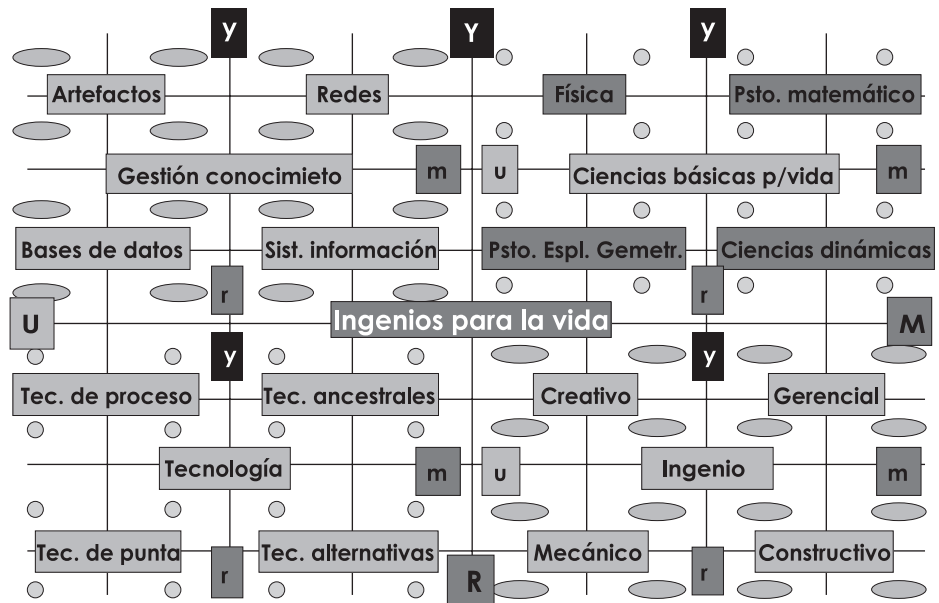 y Y y
Artefactos Redes Física Psto. matemático
Gestión conocimieto m u Ciencias básicas p/vida m
Bases de datos Sist. información Psto. Espl. Gemetr. Ciencias dinámicas
r r
U Ingenios para la vida M
y y
Tec. de proceso Tec. ancestrales Creativo Gerencial
Tecnología m u Ingenio m
Tec. de punta Tec. alternativas Mecánico Constructivo
r R r